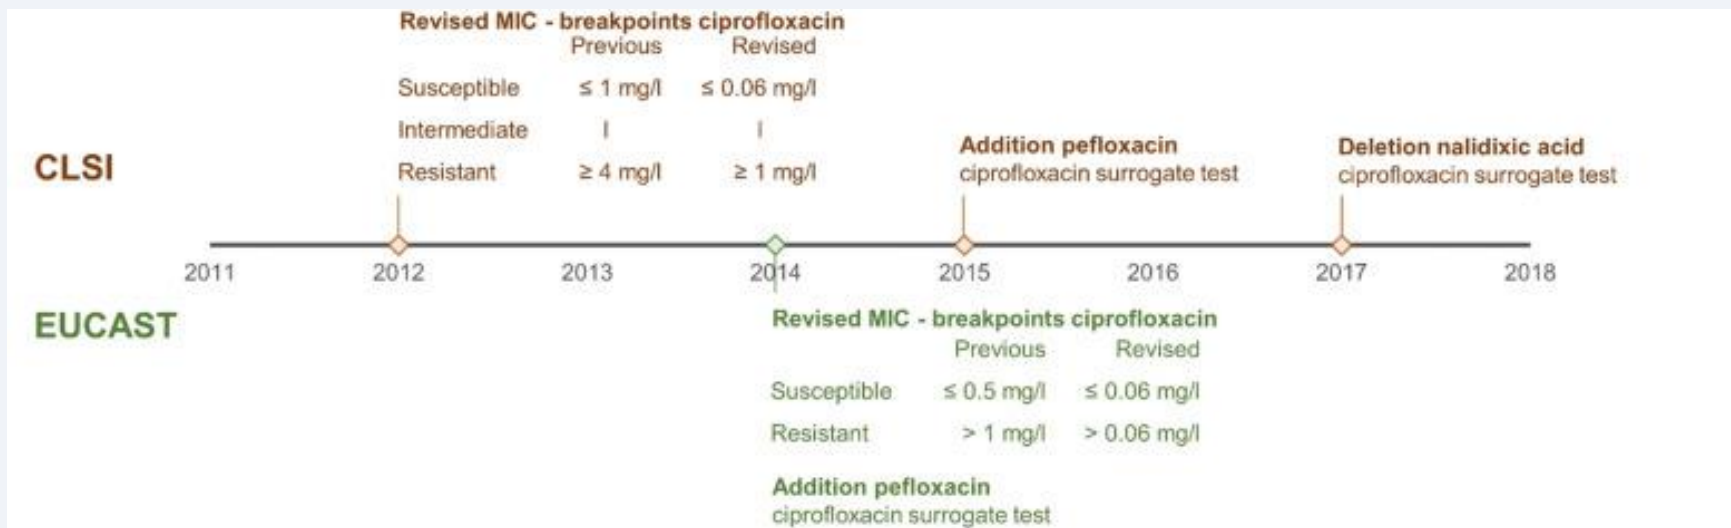 Revised MIC - breakpoints ciprofloxacin
Previous Revised
Susceptible ≤ 1 mg/l ≤ 0.06 mg/l
Intermediate | |
Resistant ≥ 4 mg/l ≥ 1 mg/l
CLSI
Addition pefloxacin
ciprofloxacin surrogate test
Deletion nalidixic acid
ciprofloxacin surrogate test
2011 2012 2013 2014 2015 2016 2017 2018
EUCAST
Revised MIC - breakpoints ciprofloxacin
Previous Revised
Susceptible ≤ 0.5 mg/l ≤ 0.06 mg/l
Resistant > 1 mg/l > 0.06 mg/l
Addition pefloxacin
ciprofloxacin surrogate test